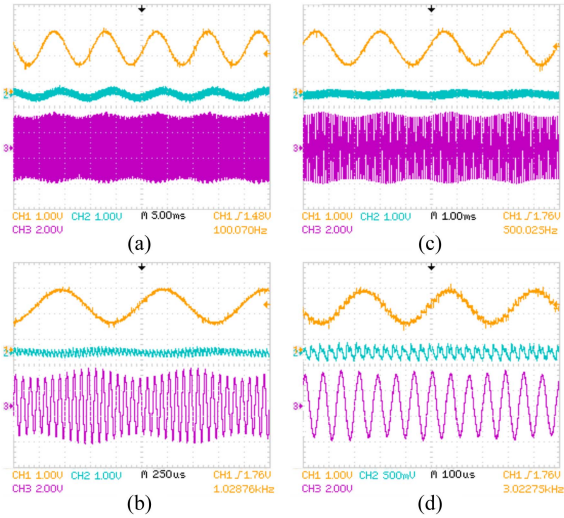 CH1 1.00V CH2 1.00V M 5.00ms CH1 ∫ 1.48V
CH3 2.00V 100.070Hz
(a)
CH1 1.00V CH2 1.00V M 1.00ms CH1 ∫ 1.76V
CH3 2.00V 500.025Hz
(c)
CH1 1.00V CH2 1.00V M 250us CH1 ∫ 1.76V
CH3 2.00V 1.02876kHz
(b)
CH1 1.00V CH2 500mV M 100us CH1 ∫ 1.76V
CH3 2.00V 3.02275kHz
(d)